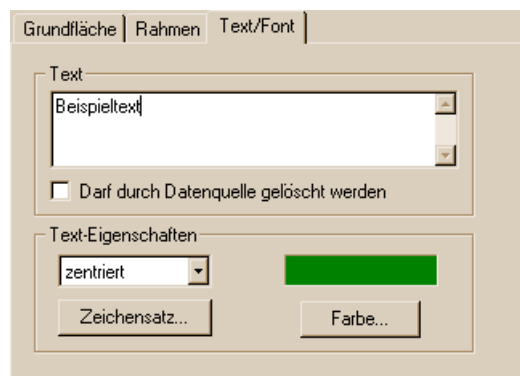 Grundfläche Rahmen Text/Font
Text
Beispieltext
Darf durch Datenquelle gelöscht werden
Text-Eigenschaften
zentriert
Zeichensatz... Farbe...